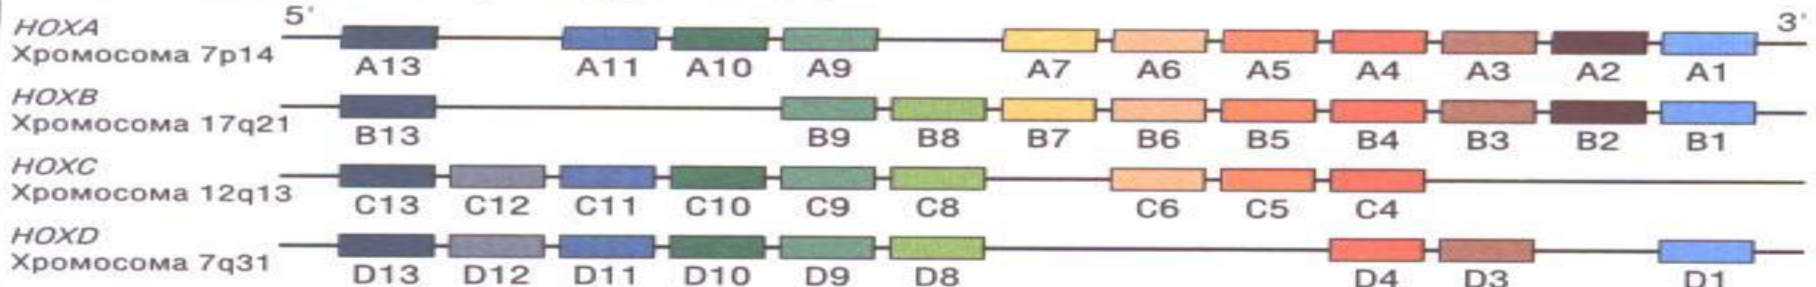 5' 3'
HOXA
Хромосома 7p14
A13 A11 A10 A9 A7 A6 A5 A4 A3 A2 A1
HOXB
Хромосома 17q21
B13 B9 B8 B7 B6 B5 B4 B3 B2 B1
HOXC
Хромосома 12q13
C13 C12 C11 C10 C9 C8 C6 C5 C4
HOXD
Хромосома 7q31
D13 D12 D11 D10 D9 D8 D4 D3 D1